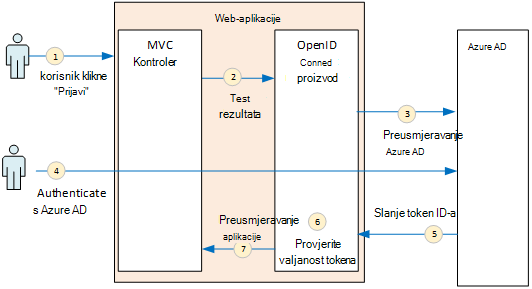 Web-aplikacije
MVC
Kontroler
OpenID
Conned
proizvod
Azure AD
1
korisnik klikne
"Prijavi"
2
Test
rezultata
3
Preusmjeravanje
Azure AD
4
Authenticate
s Azure AD
Slanje token ID-a
5
6
Provjerite
valjanost tokena
Preusmjeravanje
aplikacije
7